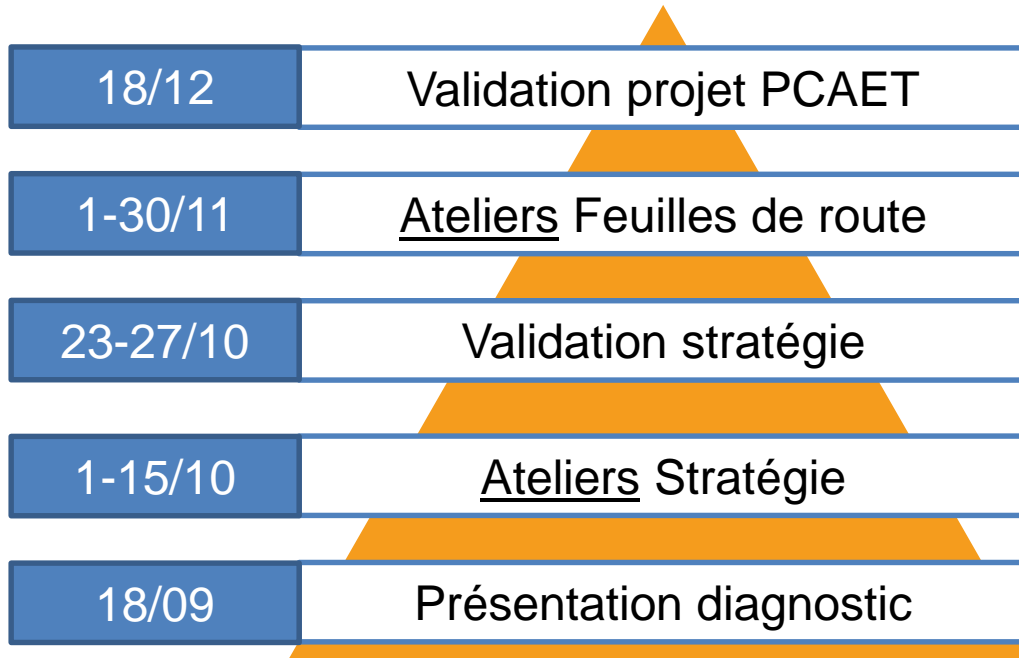 18/12 Validation projet PCAET
1-30/11 Ateliers Feuilles de route
23-27/10 Validation stratégie
1-15/10 Ateliers Stratégie
18/09 Présentation diagnostic